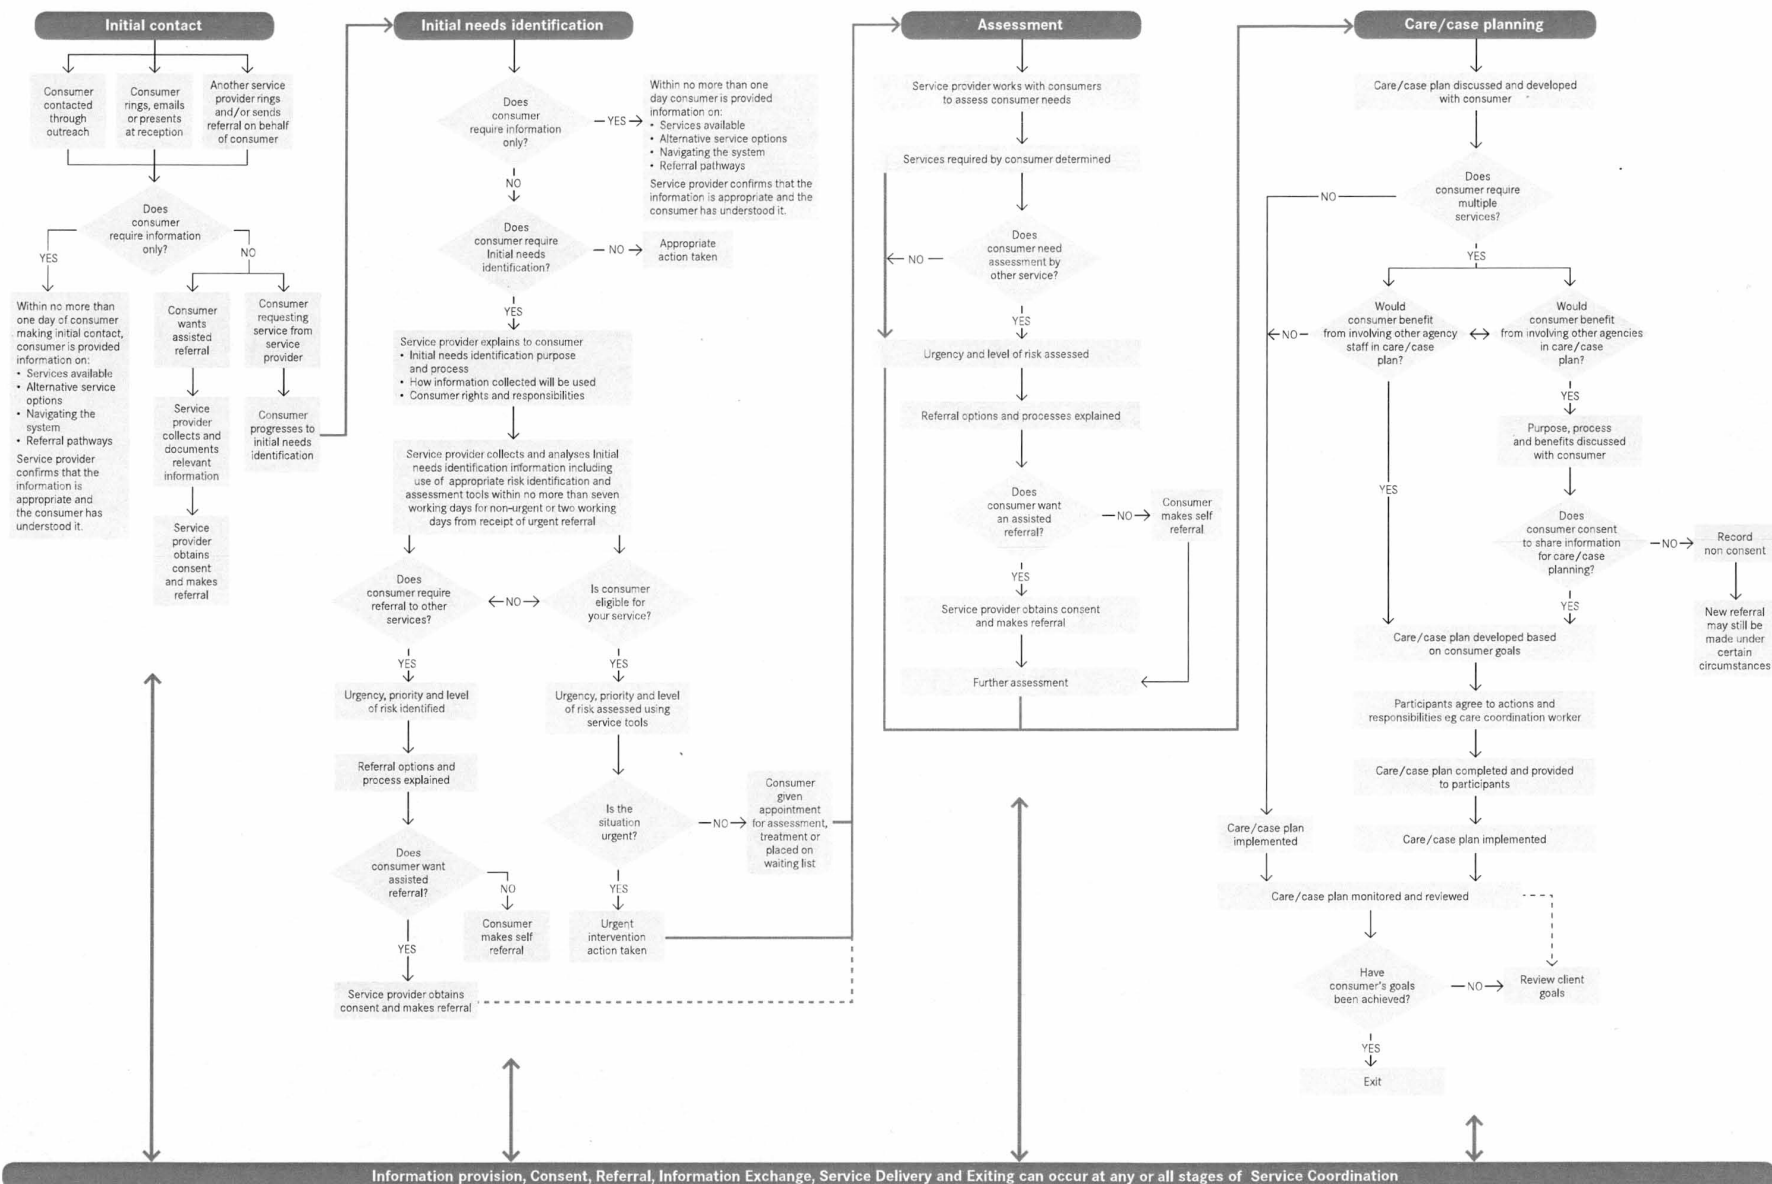 Initial contact
Consumer
contacted
through
outreach
Consumer
rings, emails
or presents
at reception
Another service
provider rings
and/or sends
referral on behalf
of consumer
Does
consumer
require information
only?
YES
NO
Within no more than
one day of consumer
making initial contact,
consumer is provided
information on:
• Services available
• Alternative service
options
• Navigating the
system
• Referral pathways
Service provider
confirms that the
information is
appropriate and
the consumer has
understood it.
Consumer
wants
assisted
referral
Service
provider
collects and
documents
relevant
information
Service
provider
obtains
consent
and makes
referral
Consumer
requesting
service from
service
provider
Consumer
progresses to
initial needs
identification
Initial needs identification
Does
consumer
require information
only?
YES
Within no more than one
day consumer is provided
information on:
• Services available
• Alternative service options
• Navigating the system
• Referral pathways
Service provider confirms that the
information is appropriate and the
consumer has understood it.
NO
Does
consumer require
Initial needs
identification?
NO
Appropriate
action taken
YES
Service provider explains to consumer
• Initial needs identification purpose
and process
• How information collected will be used
• Consumer rights and responsibilities
Service provider collects and analyses Initial
needs identification information including
use of appropriate risk identification and
assessment tools within no more than seven
working days for non-urgent or two working
days from receipt of urgent referral
Does
consumer require
referral to other
services?
NO
Is consumer
eligible for
your service?
YES
Urgency, priority and level
of risk identified
Referral options and
process explained
Does
consumer want
assisted
referral?
NO
Consumer
makes self
referral
YES
Service provider obtains
consent and makes referral
YES
Urgency, priority and level
of risk assessed using
service tools
Is the
situation
urgent?
NO
Consumer
given
appointment
for assessment,
treatment or
placed on
waiting list
YES
Urgent
intervention
action taken
Assessment
Service provider works with consumers
to assess consumer needs
Services required by consumer determined
Does
consumer need
assessment by
other service?
NO
YES
Urgency and level of risk assessed
Referral options and processes explained
Does
consumer want
an assisted
referral?
NO
Consumer
makes self
referral
YES
Service provider obtains consent
and makes referral
Further assessment
Care/case planning
Care/case plan discussed and developed
with consumer
Does
consumer require
multiple
services?
NO
YES
Would
consumer benefit
from involving other agency
staff in care/case
plan?
NO
Would
consumer benefit
from involving other agencies
in care/case
plan?
YES
YES
Purpose, process
and benefits discussed
with consumer
Does
consumer consent
to share information
for care/case
planning?
NO
Record
non consent
New referral
may still be
made under
certain
circumstances
YES
Care/case plan developed based
on consumer goals
Participants agree to actions and
responsibilities eg care coordination worker
Care/case plan completed and provided
to participants
Care/case plan
implemented
Care/case plan implemented
Care/case plan monitored and reviewed
Have
consumer's goals
been achieved?
NO
Review client
goals
YES
Exit
Information provision, Consent, Referral, Information Exchange, Service Delivery and Exiting can occur at any or all stages of Service Coordination